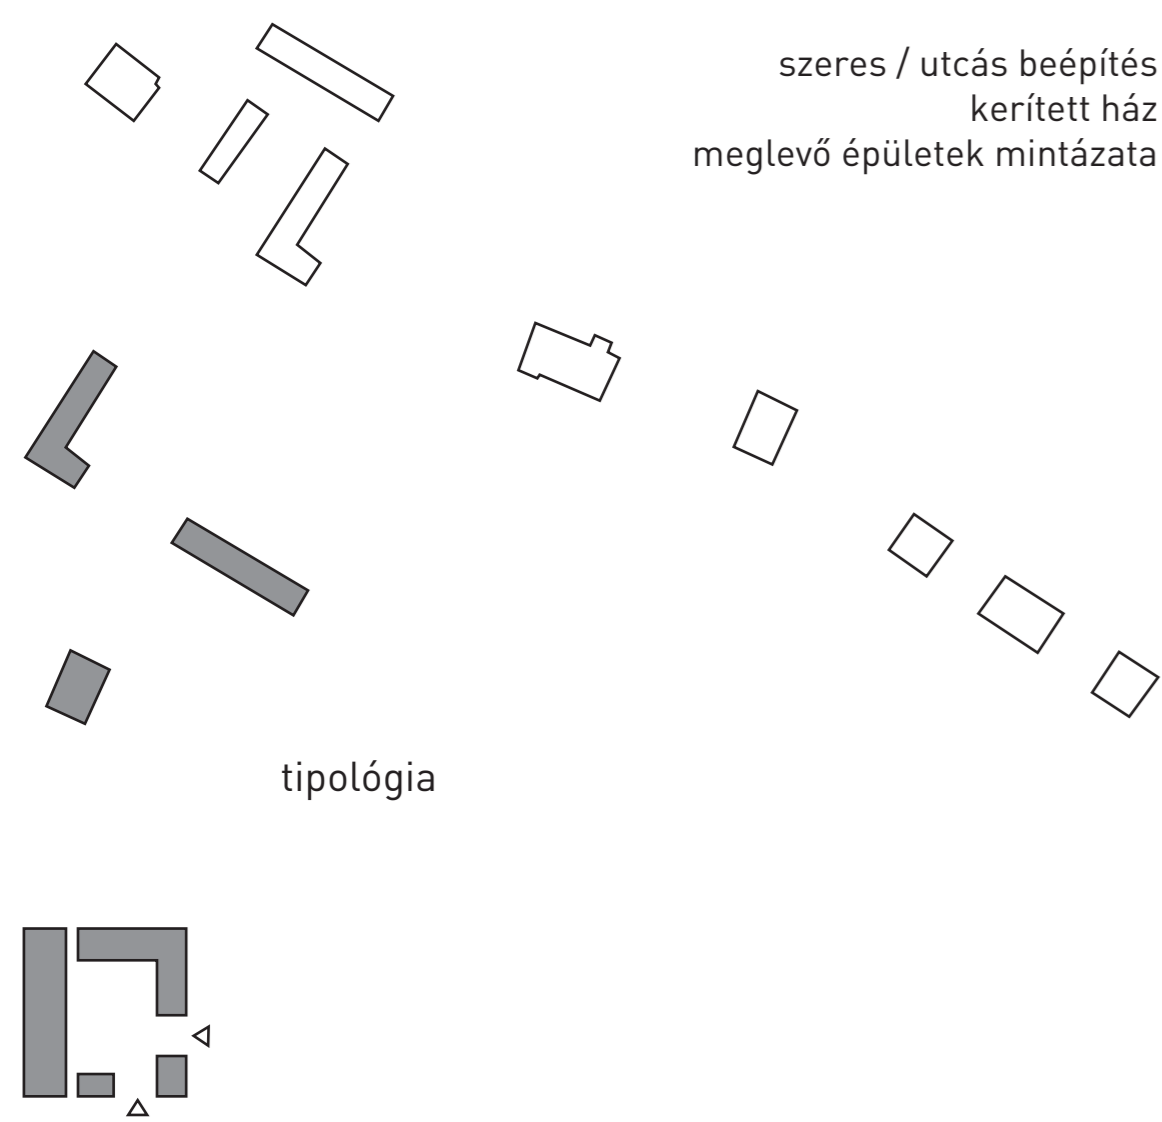 szeres / utcás beépítés
kerített ház
meglevő épületek mintázata
tipológia